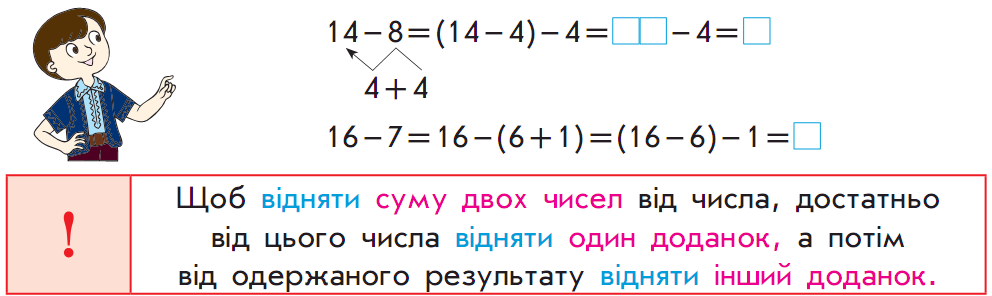 14 − 8 = (14 − 4) − 4 = □□ − 4 = □
4 + 4
16 − 7 = 16 − (6 + 1) = (16 − 6) − 1 = □
!
Щоб відняти суму двох чисел від числа, достатньо
від цього числа відняти один доданок, а потім
від одержаного результату відняти інший доданок.